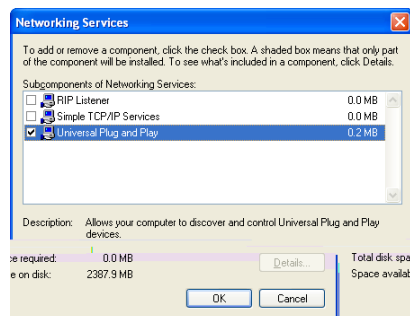 Networking Services
To add or remove a component, click the check box. A shaded box means that only part
of the component will be installed. To see what's included in a component, click Details.
Subcomponents of Networking Services:
RIP Listener 0.0 MB
Simple TCP/IP Services 0.0 MB
Universal Plug and Play 0.2 MB
Description: Allows your computer to discover and control Universal Plug and Play
devices.
ce required: 0.0 MB Details... Total disk spa
e on disk: 2387.9 MB Space availab
OK Cancel